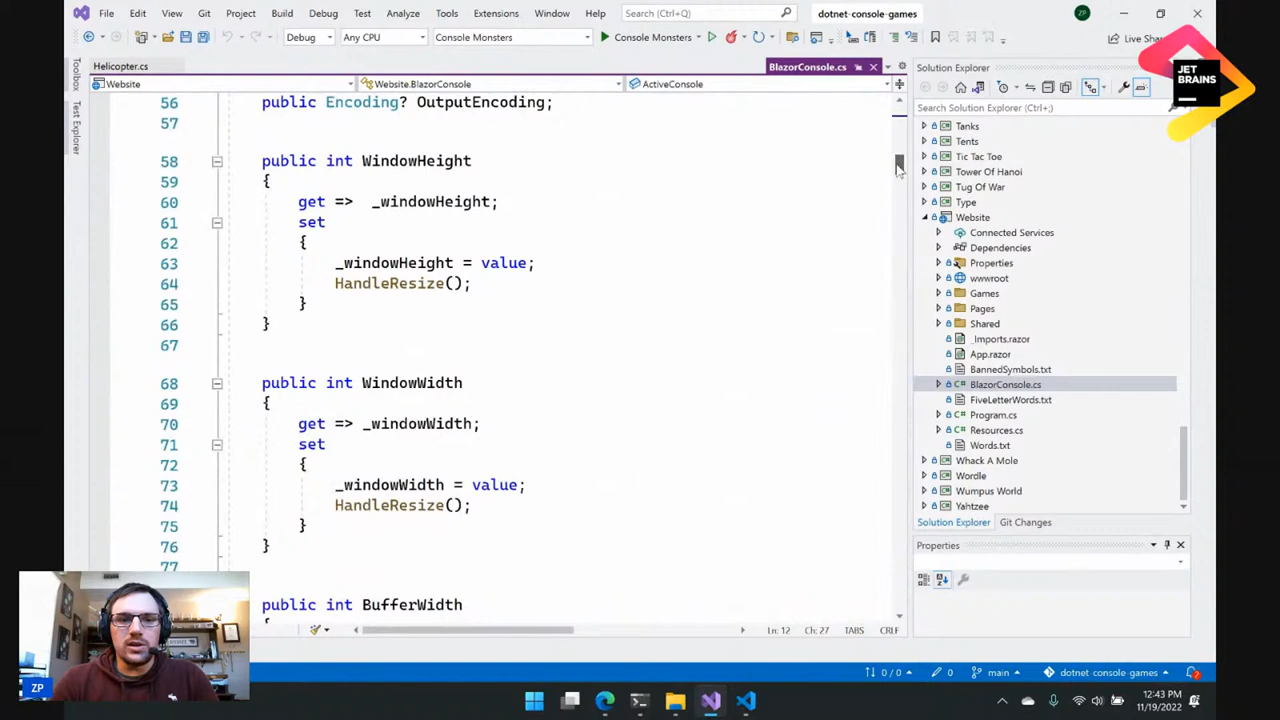 File Edit View Git Project Build Debug Test Analyze Tools Extensions Window Help Search (Ctrl+Q) dotnet-console-games ZP
Debug Any CPU Console Monsters Console Monsters Live Share
JET
BRAINS
Helicopter.cs BlazorConsole.cs Solution Explorer
Website Website.BlazorConsole ActiveConsole
Search Solution Explorer (Ctrl+;)
Toolbox
Test Explorer
56 public Encoding? OutputEncoding;
57
58 public int WindowHeight
59 {
60 get => _windowHeight;
61 set
62 {
63 _windowHeight = value;
64 HandleResize();
65 }
66 }
67
68 public int WindowWidth
69 {
70 get => _windowWidth;
71 set
72 {
73 _windowWidth = value;
74 HandleResize();
75 }
76 }
77
public int BufferWidth
{
Tanks
Tents
Tic Tac Toe
Tower Of Hanoi
Tug Of War
Type
Website
Connected Services
Dependencies
Properties
wwwroot
Games
Pages
Shared
_Imports.razor
App.razor
BannedSymbols.txt
BlazorConsole.cs
FiveLetterWords.txt
Program.cs
Resources.cs
Words.txt
Whack A Mole
Wordle
Wumpus World
Yahtzee
Solution Explorer Git Changes
Properties
Ln: 12 Ch: 27 TABS CRLF
0 / 0 0 main dotnet-console-games 2
ZP
12:43 PM
11/19/2022